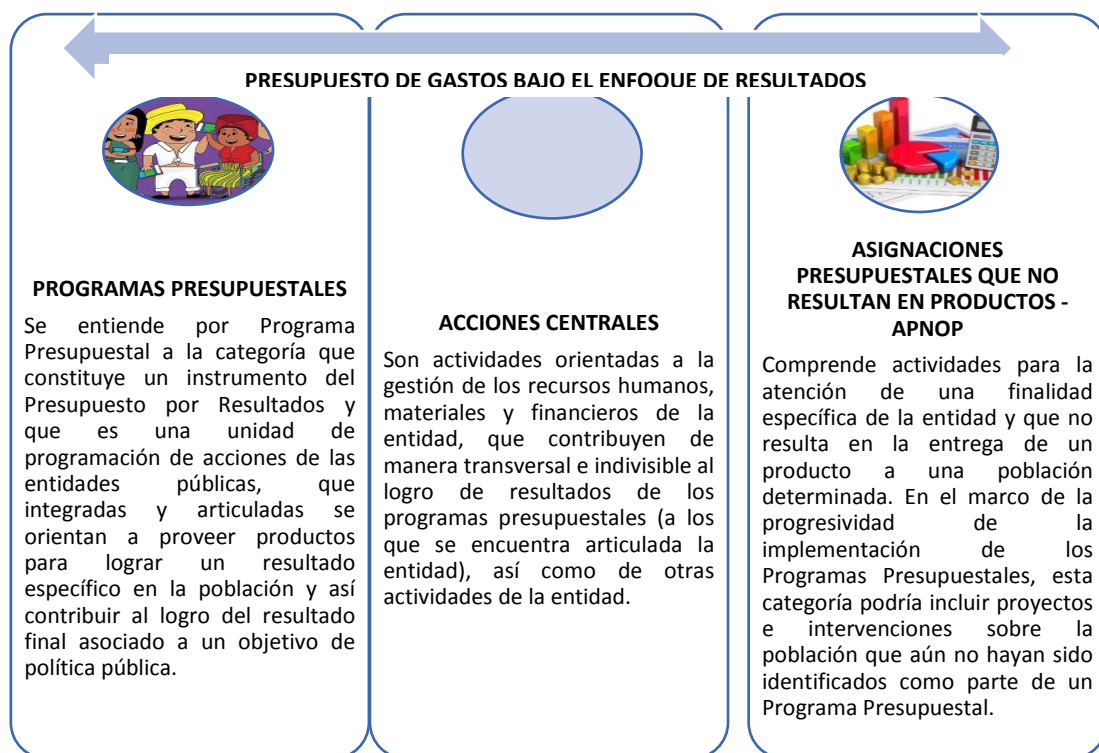 PRESUPUESTO DE GASTOS BAJO EL ENFOQUE DE RESULTADOS
PROGRAMAS PRESUPUESTALES
Se entiende por Programa
Presupuestal a la categoría que
constituye un instrumento del
Presupuesto por Resultados y
que es una unidad de
programación de acciones de las
entidades públicas, que
integradas y articuladas se
orientan a proveer productos
para lograr un resultado
específico en la población y así
contribuir al logro del resultado
final asociado a un objetivo de
política pública.
ACCIONES CENTRALES
Son actividades orientadas a la
gestión de los recursos humanos,
materiales y financieros de la
entidad, que contribuyen de
manera transversal e indivisible al
logro de resultados de los
programas presupuestales (a los
que se encuentra articulada la
entidad), así como de otras
actividades de la entidad.
ASIGNACIONES
PRESUPUESTALES QUE NO
RESULTAN EN PRODUCTOS -
APNOP
Comprende actividades para la
atención de una finalidad
específica de la entidad y que no
resulta en la entrega de un
producto a una población
determinada. En el marco de la
progresividad de la
implementación de los
Programas Presupuestales, esta
categoría podría incluir proyectos
e intervenciones sobre la
población que aún no hayan sido
identificados como parte de un
Programa Presupuestal.